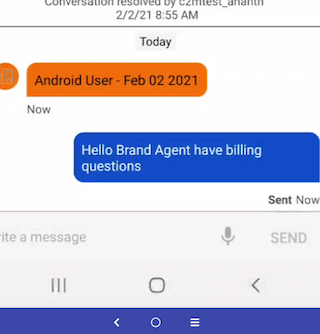 Conversation resolved by c2mtest_ananth
2/2/21 8:55 AM
Today
Android User - Feb 02 2021
Now
Hello Brand Agent have billing
questions
Sent Now
ite a message
SEND